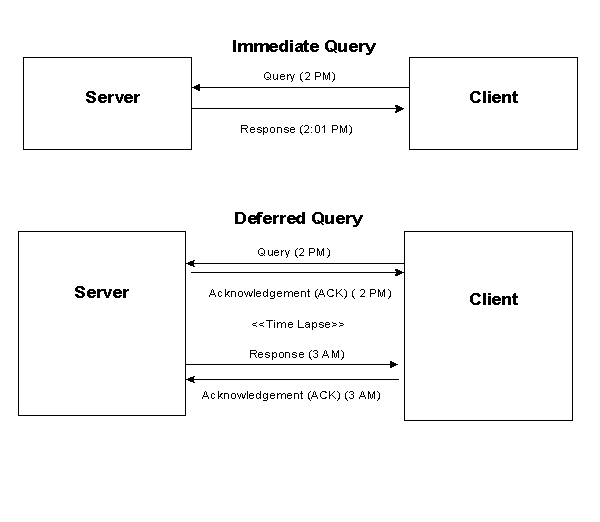 Immediate Query
Query (2 PM)
Server
Client
Response (2:01 PM)
Deferred Query
Query (2 PM)
Server
Acknowledgement (ACK) ( 2 PM)
Client
<<Time Lapse>>
Response (3 AM)
Acknowledgement (ACK) (3 AM)